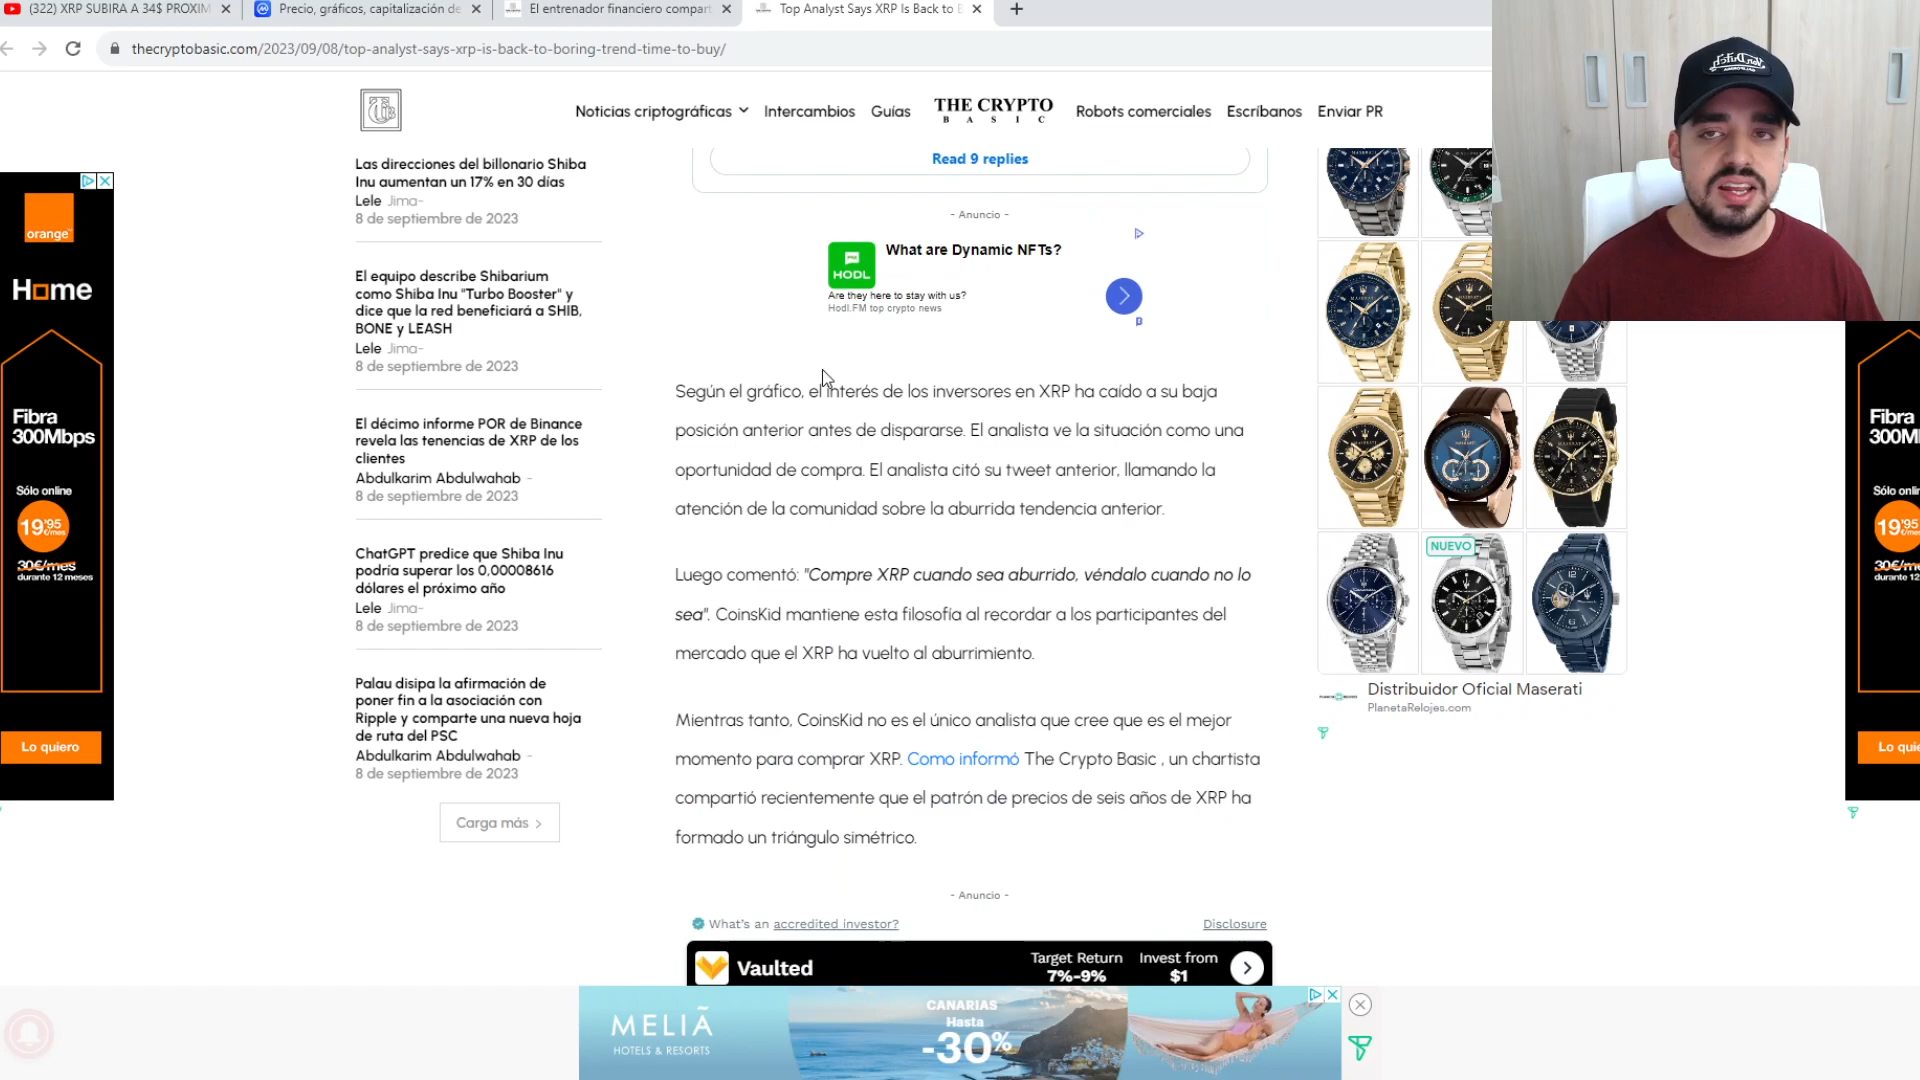 (322) XRP SUBIRA A 34$ PROXIM
Precio, gráficos, capitalización de
El entrenador financiero compart
Top Analyst Says XRP Is Back to B
thecryptobasic.com/2023/09/08/top-analyst-says-xrp-is-back-to-boring-trend-time-to-buy/
Noticias criptográficas
Intercambios
Guías
THE CRYPTO
BASIC
Robots comerciales
Escríbanos
Enviar PR
Las direcciones del billonario Shiba
Inu aumentan un 17% en 30 días
Lele Jima-
8 de septiembre de 2023
El equipo describe Shibarium
como Shiba Inu "Turbo Booster" y
dice que la red beneficiará a SHIB,
BONE y LEASH
Lele Jima-
8 de septiembre de 2023
El décimo informe POR de Binance
revela las tenencias de XRP de los
clientes
Abdulkarim Abdulwahab -
8 de septiembre de 2023
ChatGPT predice que Shiba Inu
podría superar los 0,00008616
dólares el próximo año
Lele Jima-
8 de septiembre de 2023
Palau disipa la afirmación de
poner fin a la asociación con
Ripple y comparte una nueva hoja
de ruta del PSC
Abdulkarim Abdulwahab -
8 de septiembre de 2023
Carga más
Read 9 replies
- Anuncio -
HODL
What are Dynamic NFTs?
Are they here to stay with us?
Hodl.FM top crypto news
Según el gráfico, el interés de los inversores en XRP ha caído a su baja
posición anterior antes de dispararse. El analista ve la situación como una
oportunidad de compra. El analista citó su tweet anterior, llamando la
atención de la comunidad sobre la aburrida tendencia anterior.
Luego comentó: "Compre XRP cuando sea aburrido, véndalo cuando no lo
sea". CoinsKid mantiene esta filosofía al recordar a los participantes del
mercado que el XRP ha vuelto al aburrimiento.
Mientras tanto, CoinsKid no es el único analista que cree que es el mejor
momento para comprar XRP. Como informó The Crypto Basic , un chartista
compartió recientemente que el patrón de precios de seis años de XRP ha
formado un triángulo simétrico.
- Anuncio -
What's an accredited investor?
Disclosure
Vaulted
Target Return
7%-9%
Invest from
$1
MELIÃ
HOTELS & RESORTS
CANARIAS
Hasta
-30%
orange
Home
Fibra
300Mbps
Sólo online
19'95
€/mes
30€/mes
durante 12 meses
Lo quiero
NUEVO
Distribuidor Oficial Maserati
PlanetaRelojes.com
Fibra
300M
Sólo onlin
19'95
30€/me
durante 12
Lo quie